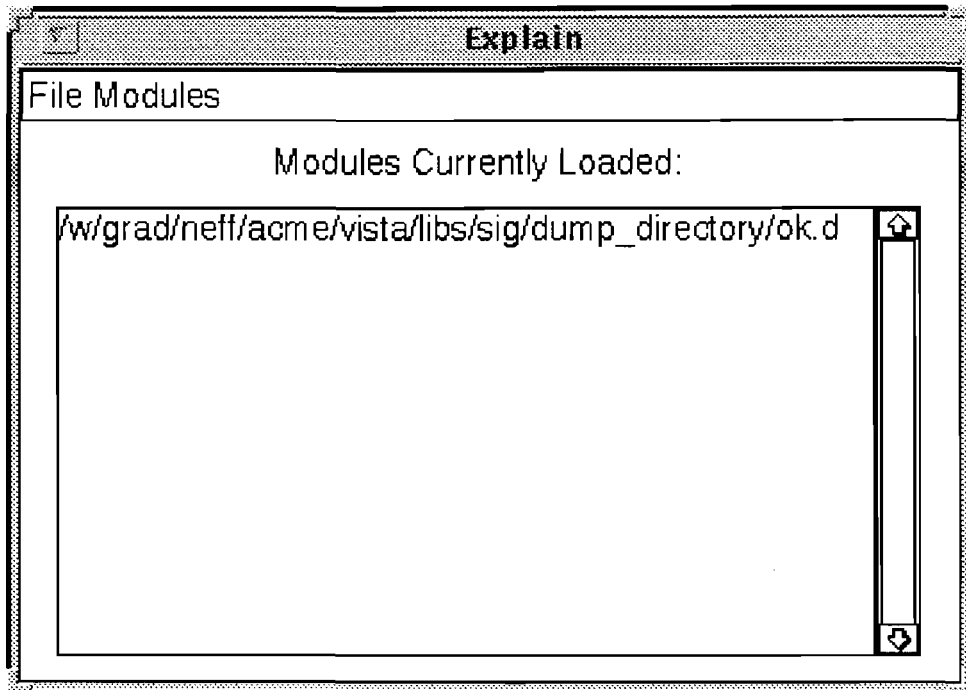 Explain
File Modules
Modules Currently Loaded:
/w/grad/neff/acme/vista/libs/sig/dump_directory/ok.d